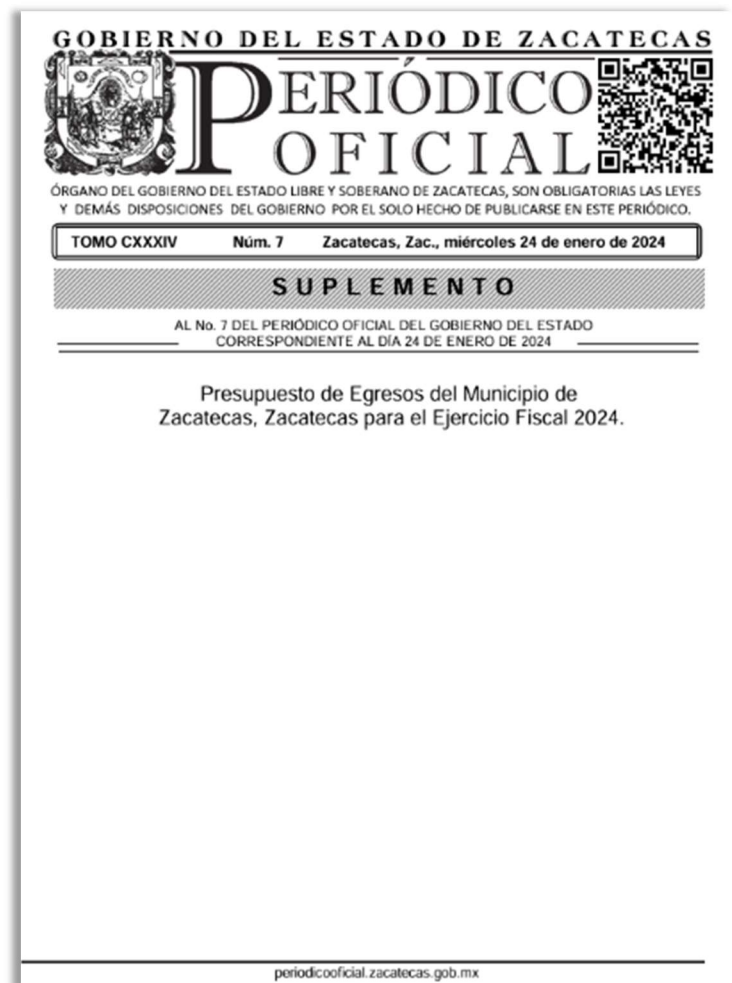 GOBIERNO DEL ESTADO DE ZACATECAS
PERIÓDICO
OFICIAL
ÓRGANO DEL GOBIERNO DEL ESTADO LIBRE Y SOBERANO DE ZACATECAS, SON OBLIGATORIAS LAS LEYES
Y DEMÁS DISPOSICIONES DEL GOBIERNO POR EL SOLO HECHO DE PUBLICARSE EN ESTE PERIÓDICO.
TOMO CXXXIV Núm. 7 Zacatecas, Zac., miércoles 24 de enero de 2024
SUPLEMENTO
AL No. 7 DEL PERIÓDICO OFICIAL DEL GOBIERNO DEL ESTADO
CORRESPONDIENTE AL DÍA 24 DE ENERO DE 2024
Presupuesto de Egresos del Municipio de
Zacatecas, Zacatecas para el Ejercicio Fiscal 2024.
periodicooficial.zacatecas.gob.mx